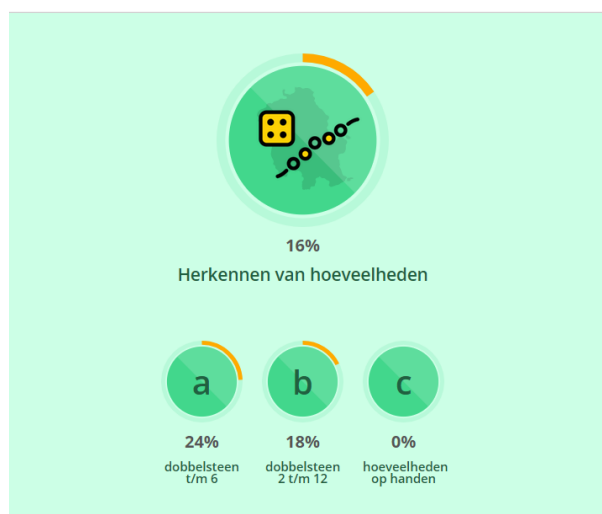 16%
Herkennen van hoeveelheden
a
b
c
24%
18%
0%
dobbelsteen
t/m 6
dobbelsteen
2 t/m 12
hoeveelheden
op handen